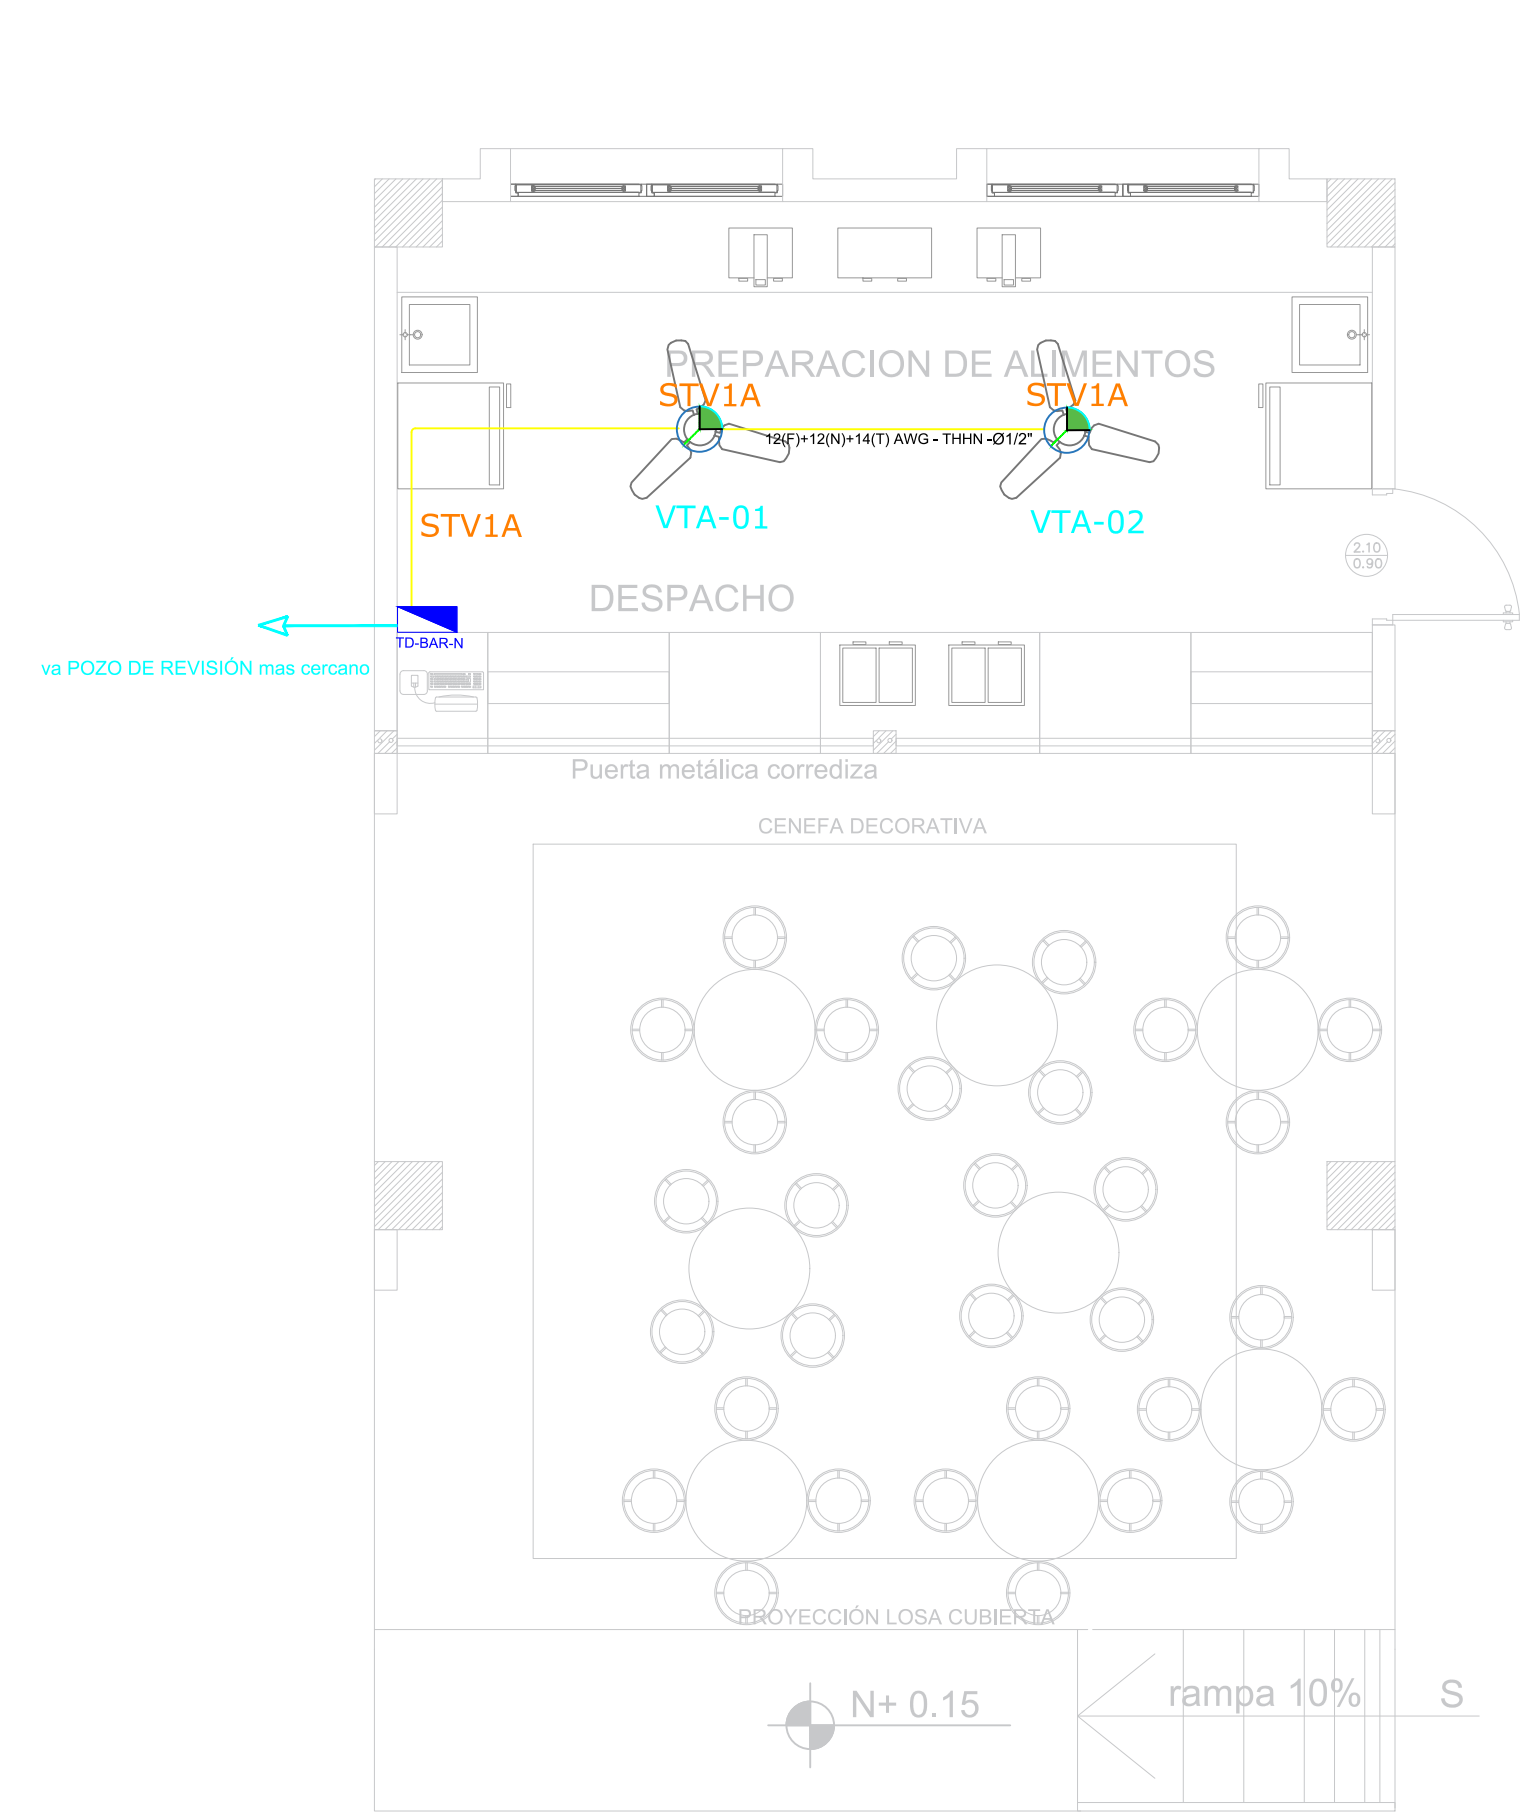 PREPARACION DE ALIMENTOS
STV1A
STV1A
12(F)+12(N)+14(T) AWG - THHN -Ø1/2"
VTA-01
VTA-02
STV1A
2.10
0.90
DESPACHO
TD-BAR-N
va POZO DE REVISIÓN mas cercano
Puerta metálica corrediza
CENEFA DECORATIVA
PROYECCIÓN LOSA CUBIERTA
N+ 0.15
rampa 10%
S